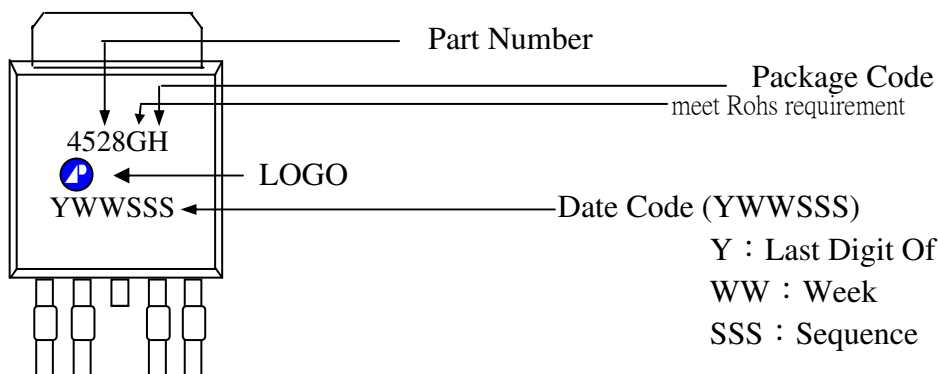 Part Number
Package Code
meet Rohs requirement
4528GH
LOGO
YWWSSS
Date Code (YWWSSS)
Y：Last Digit Of
WW：Week
SSS：Sequence